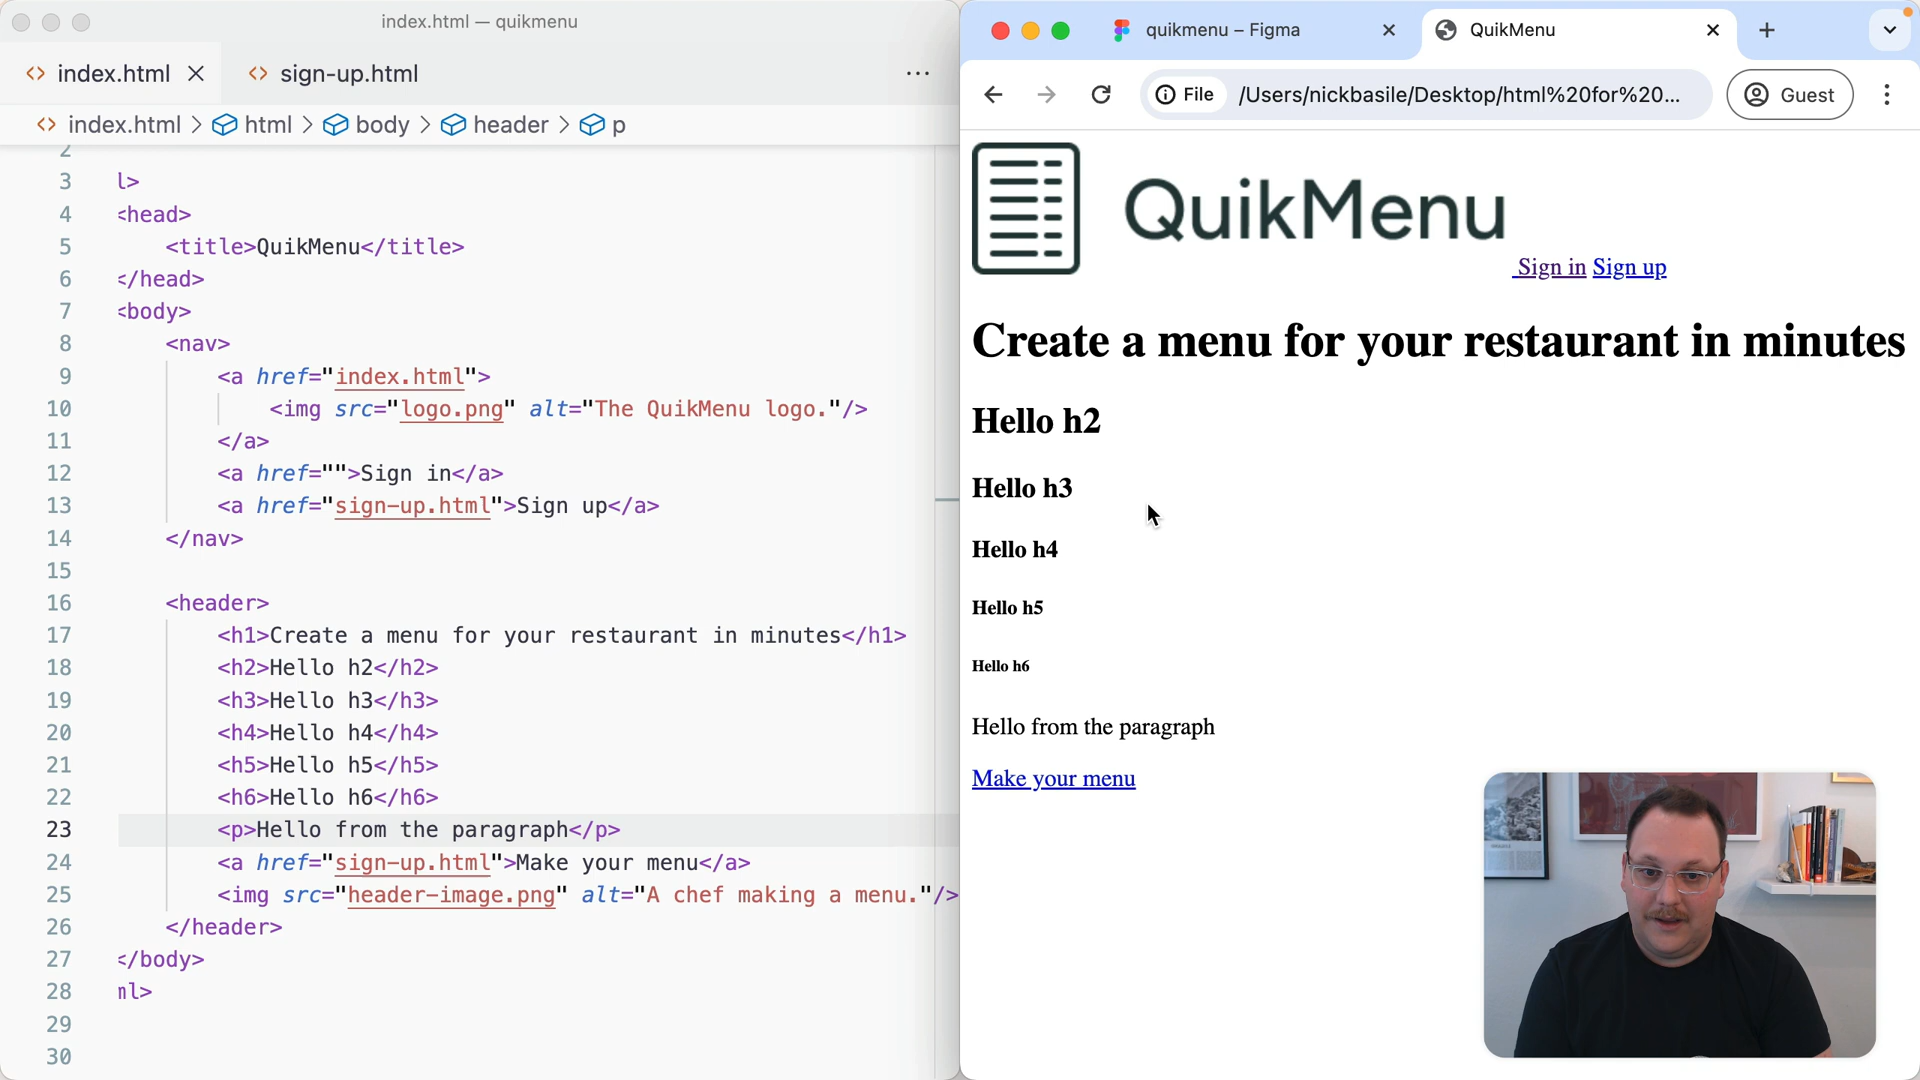 index.html — quikmenu
index.html
sign-up.html
index.html > html > body > header > p
2
3 l>
4 <head>
5 <title>QuikMenu</title>
6 </head>
7 <body>
8 <nav>
9 <a href="index.html">
10 <img src="logo.png" alt="The QuikMenu logo."/>
11 </a>
12 <a href="">Sign in</a>
13 <a href="sign-up.html">Sign up</a>
14 </nav>
15
16 <header>
17 <h1>Create a menu for your restaurant in minutes</h1>
18 <h2>Hello h2</h2>
19 <h3>Hello h3</h3>
20 <h4>Hello h4</h4>
21 <h5>Hello h5</h5>
22 <h6>Hello h6</h6>
23 <p>Hello from the paragraph</p>
24 <a href="sign-up.html">Make your menu</a>
25 <img src="header-image.png" alt="A chef making a menu."/>
26 </header>
27 </body>
28 ml>
29
30
quikmenu – Figma
QuikMenu
File
/Users/nickbasile/Desktop/html%20for%20...
Guest
QuikMenu
Sign in Sign up
Create a menu for your restaurant in minutes
Hello h2
Hello h3
Hello h4
Hello h5
Hello h6
Hello from the paragraph
Make your menu